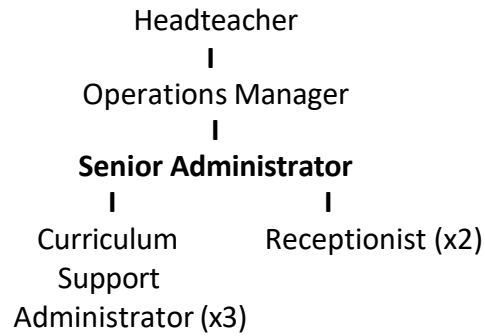 Headteacher
I
Operations Manager
I
Senior Administrator
I I
Curriculum Receptionist (x2)
Support
Administrator (x3)